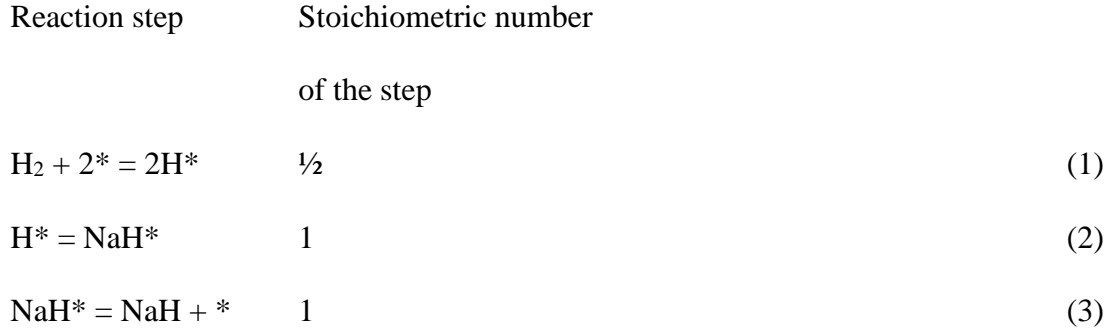 Reaction step Stoichiometric number
of the step
H₂ + 2* = 2H* ½ (1)
H* = NaH* 1 (2)
NaH* = NaH + * 1 (3)